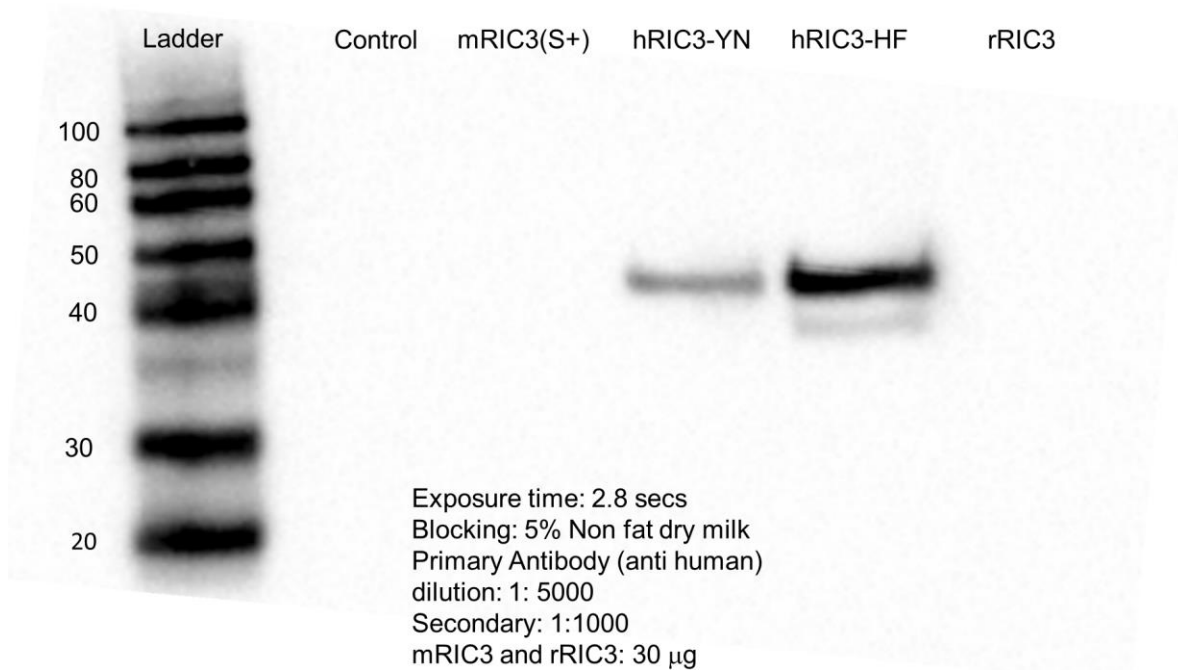 Ladder Control mRIC3(S+) hRIC3-YN hRIC3-HF rRIC3
100
80
60
50
40
30
20
Exposure time: 2.8 secs
Blocking: 5% Non fat dry milk
Primary Antibody (anti human)
dilution: 1: 5000
Secondary: 1:1000
mRIC3 and rRIC3: 30 μg